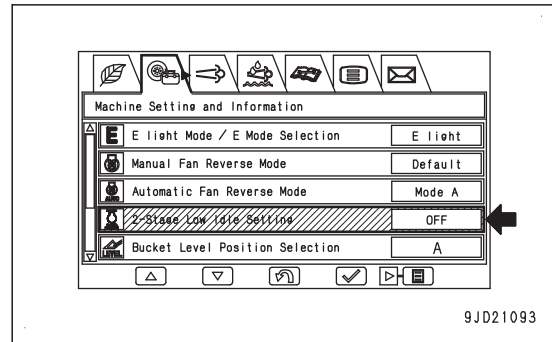 Machine Setting and Information
E E light Mode / E Mode Selection E light
Manual Fan Reverse Mode Default
AUTO Automatic Fan Reverse Mode Mode A
2-Stage Low Idle Setting OFF
LEVEL Bucket Level Position Selection A
9JD21093